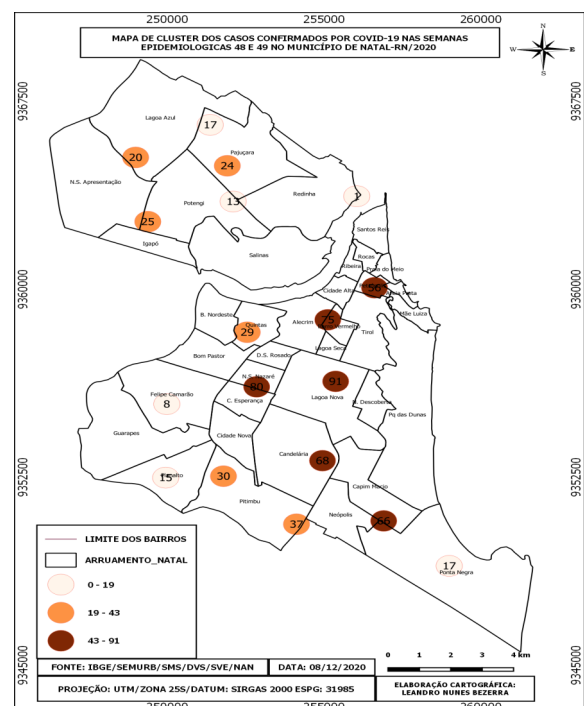 250000 255000 260000
MAPA DE CLUSTER DOS CASOS CONFIRMADOS POR COVID-19 NAS SEMANAS
EPIDEMIOLOGICAS 48 E 49 NO MUNICÍPIO DE NATAL-RN/2020
N
W E
S
9367500
9360000
9352500
9345000
Lagoa Azul
17
Pajuçara
20
24
N.S. Apresentação
Potengi
13
Redinha
1
25
Igapó
Salinas
Santos Reis
Rocas
Ribeira
Praia do Meio
Cidade Alta
56
Mãe Luiza
B. Nordeste
Quintas
29
Alecrim
75
Tirol
Lagoa Seca
Bom Pastor
D.S. Rosado
N.S. Nazaré
80
91
Lagoa Nova
N. Descoberta
Felipe Camarão
8
C. Esperança
Pq das Dunas
Guarapes
Cidade Nova
Candelária
68
15
30
Pitimbu
Capim Macio
37
Neópolis
66
17
Ponta Negra
LIMITE DOS BAIRROS
ARRUAMENTO_NATAL
0 - 19
19 - 43
43 - 91
0 1 2 3 4 km
FONTE: IBGE/SEMURB/SMS/DVS/SVE/NAN
DATA: 08/12/2020
PROJEÇÃO: UTM/ZONA 25S/DATUM: SIRGAS 2000 ESPG: 31985
ELABORAÇÃO CARTOGRÁFICA:
LEANDRO NUNES BEZERRA
250000 255000 260000